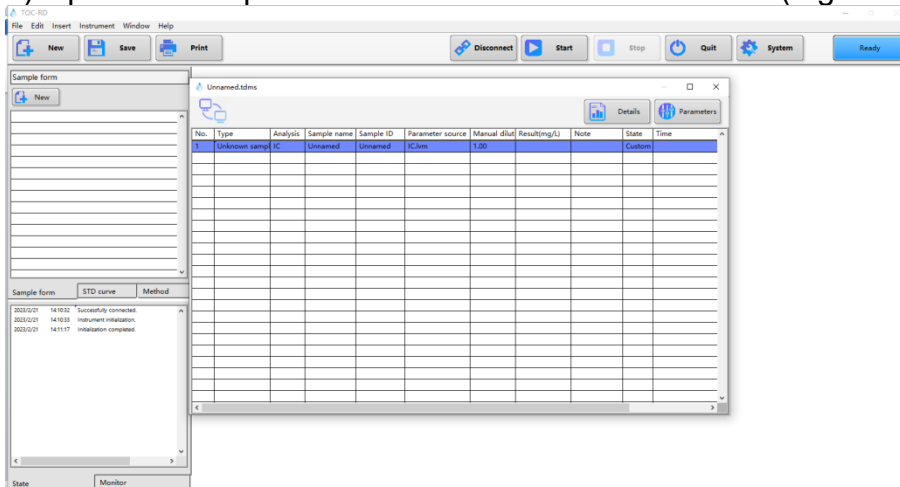 TOC-RD
File Edit Insert Instrument Window Help
New Save Print Disconnect Start Stop Quit System Ready
Sample form
New
Unnamed.tdms
Details Parameters
No. Type Analysis Sample name Sample ID Parameter source Manual dilut Result(mg/L) Note State Time
1 Unknown sampl IC Unnamed Unnamed IC.lvm 1.00 Custom
Sample form STD curve Method
2023/2/21 14:10:32 Successfully connected.
2023/2/21 14:10:33 Instrument initialization.
2023/2/21 14:11:17 Initialization completed.
State Monitor